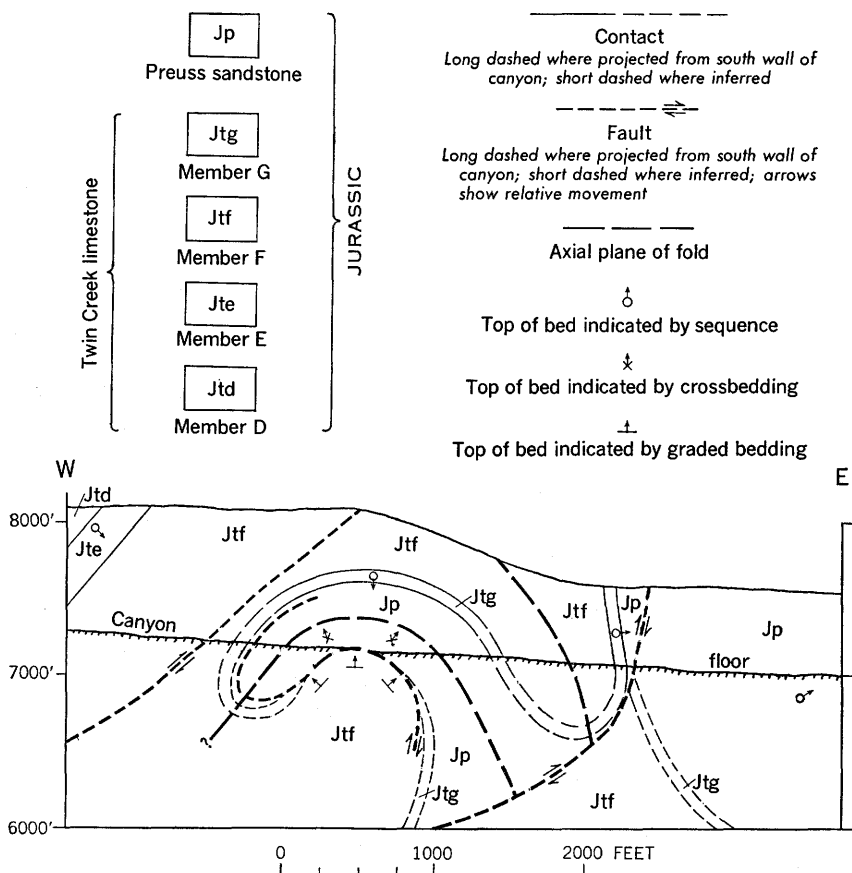 Jp
Preuss sandstone
Jtg
Member G
Jtf
Member F
Jte
Member E
Jtd
Member D
Twin Creek limestone
JURASSIC
Contact
Long dashed where projected from south wall of
canyon; short dashed where inferred
Fault
Long dashed where projected from south wall of
canyon; short dashed where inferred; arrows
show relative movement
Axial plane of fold
Top of bed indicated by sequence
Top of bed indicated by crossbedding
Top of bed indicated by graded bedding
W
E
Jtd
8000'
Jtf
Jtf
Jte
Jtg
Jtf
Jp
Jp
Jp
Canyon
floor
7000'
Jtf
Jp
Jtg
Jtf
Jtg
6000'
0
1000
2000 FEET